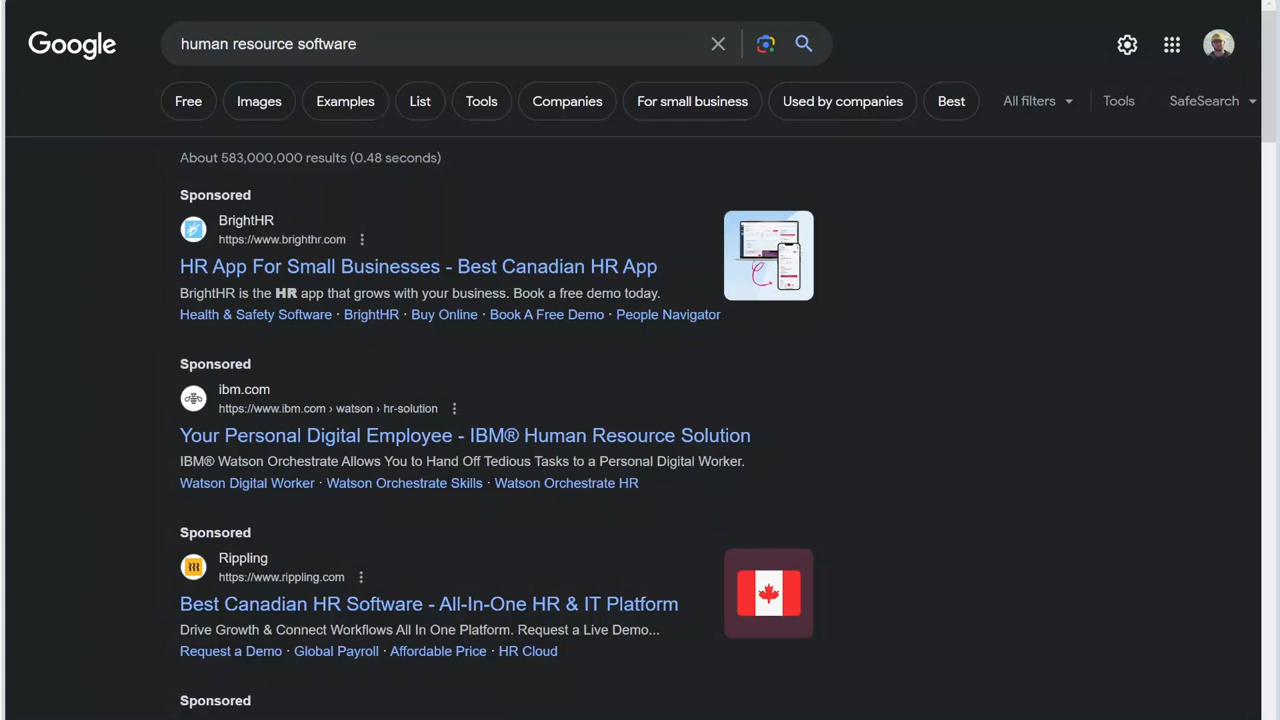 Google
human resource software
Free Images Examples List Tools Companies For small business Used by companies Best All filters Tools SafeSearch
About 583,000,000 results (0.48 seconds)
Sponsored
BrightHR
https://www.brighthr.com
HR App For Small Businesses - Best Canadian HR App
BrightHR is the HR app that grows with your business. Book a free demo today.
Health & Safety Software · BrightHR · Buy Online · Book A Free Demo · People Navigator
Sponsored
ibm.com
https://www.ibm.com › watson › hr-solution
Your Personal Digital Employee - IBM® Human Resource Solution
IBM® Watson Orchestrate Allows You to Hand Off Tedious Tasks to a Personal Digital Worker.
Watson Digital Worker · Watson Orchestrate Skills · Watson Orchestrate HR
Sponsored
Rippling
https://www.rippling.com
Best Canadian HR Software - All-In-One HR & IT Platform
Drive Growth & Connect Workflows All In One Platform. Request a Live Demo...
Request a Demo · Global Payroll · Affordable Price · HR Cloud
Sponsored